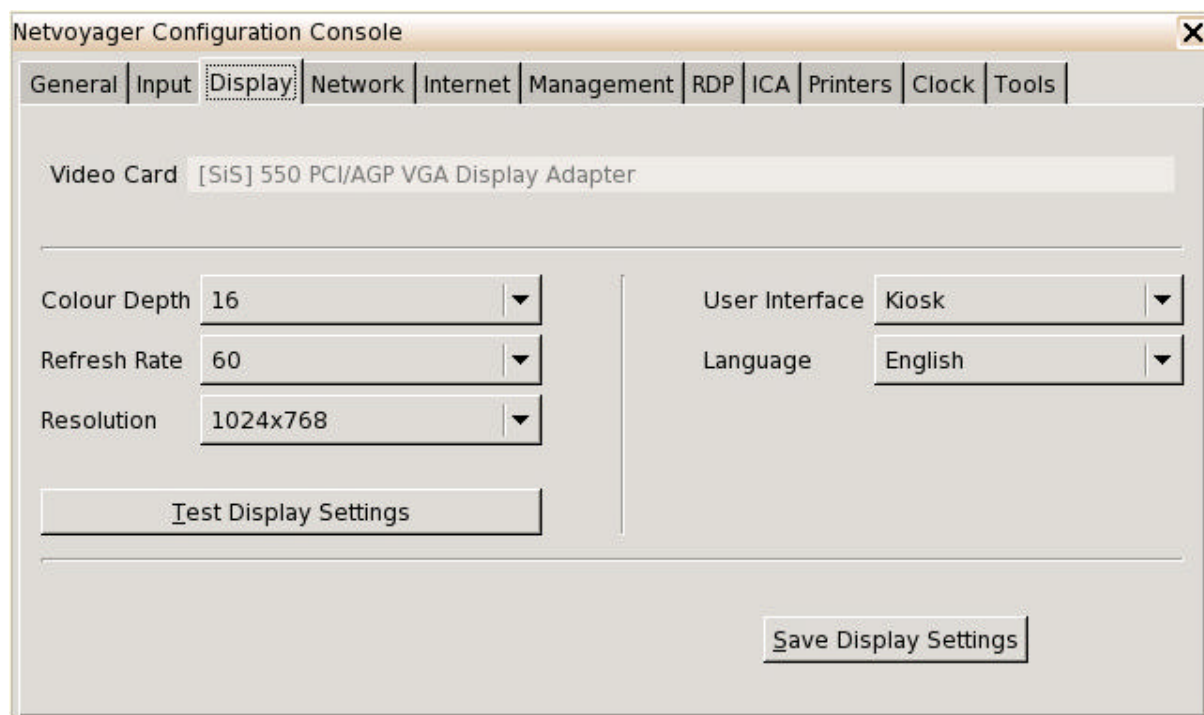 Netvoyager Configuration Console
General Input Display Network Internet Management RDP ICA Printers Clock Tools
Video Card [SiS] 550 PCI/AGP VGA Display Adapter
Colour Depth 16
User Interface Kiosk
Refresh Rate 60
Language English
Resolution 1024x768
Test Display Settings
Save Display Settings